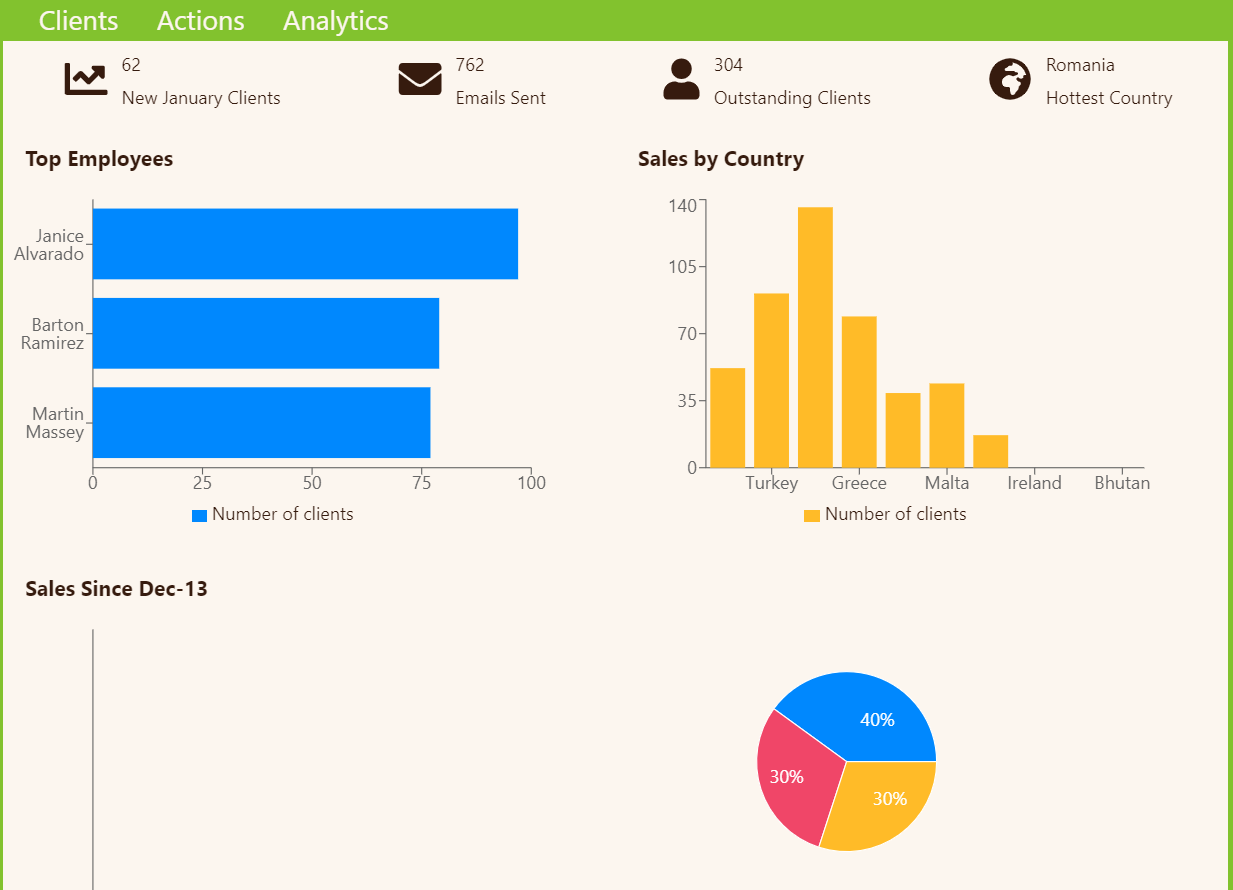 Clients Actions Analytics
62
New January Clients
762
Emails Sent
304
Outstanding Clients
Romania
Hottest Country
Top Employees
Janice
Alvarado
Barton
Ramirez
Martin
Massey
0 25 50 75 100
Number of clients
Sales by Country
140
105
70
35
0
Turkey Greece Malta Ireland Bhutan
Number of clients
Sales Since Dec-13
40%
30%
30%